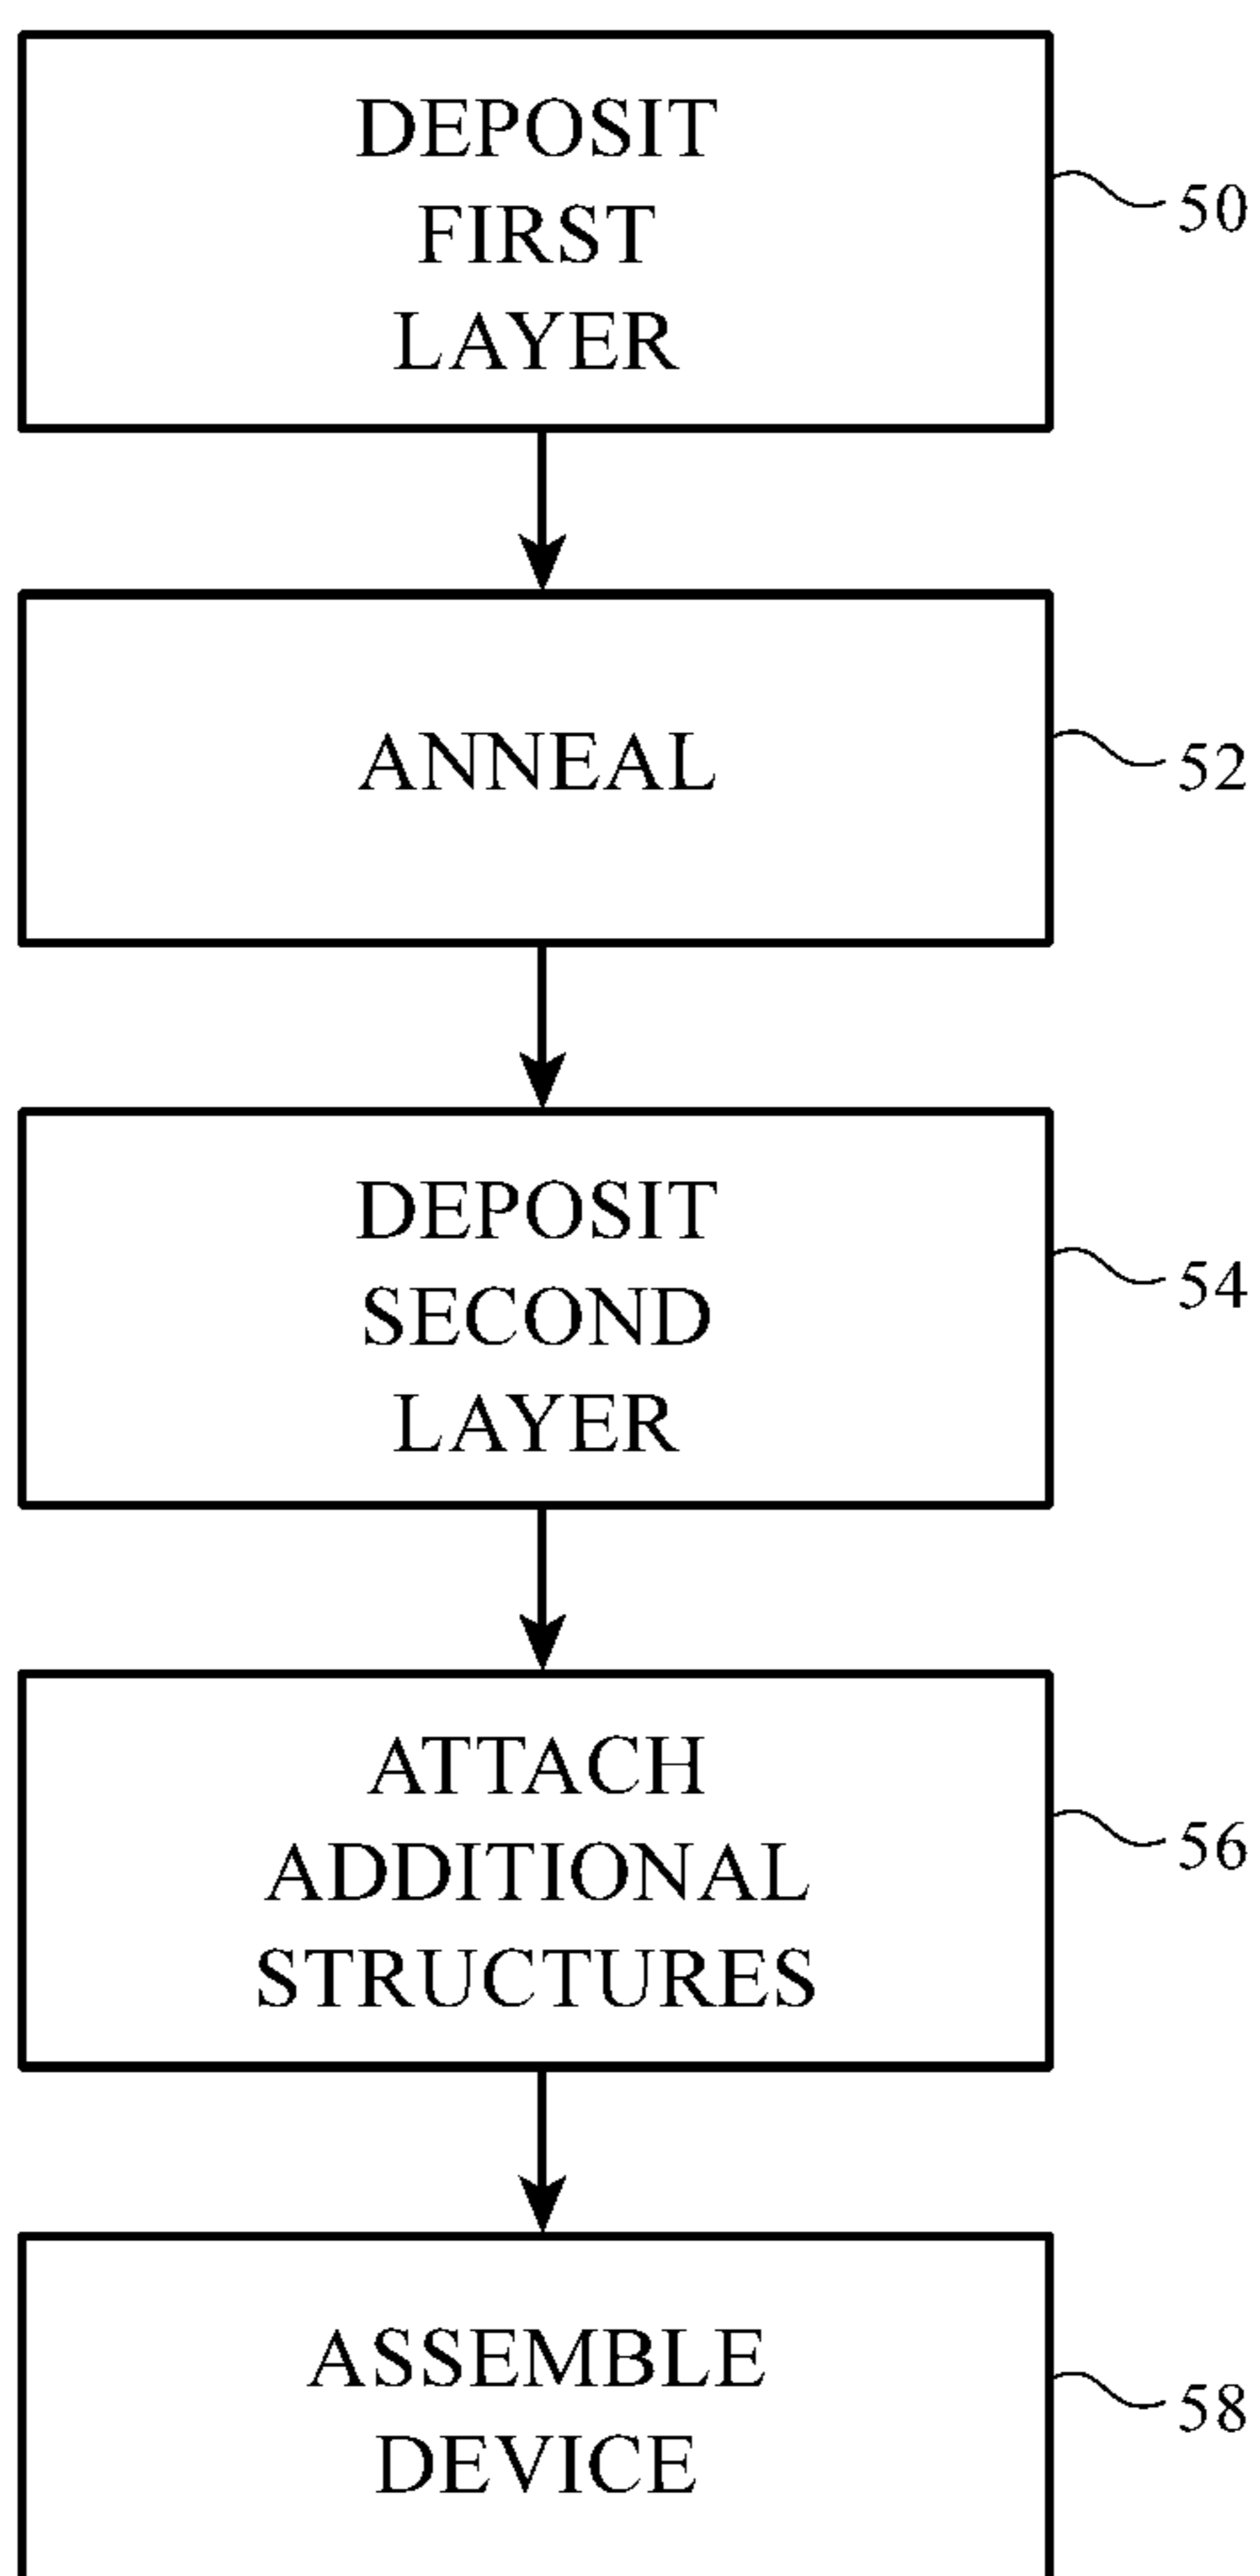 DEPOSIT
FIRST
LAYER
50
ANNEAL
52
DEPOSIT
SECOND
LAYER
54
ATTACH
ADDITIONAL
STRUCTURES
56
ASSEMBLE
DEVICE
58